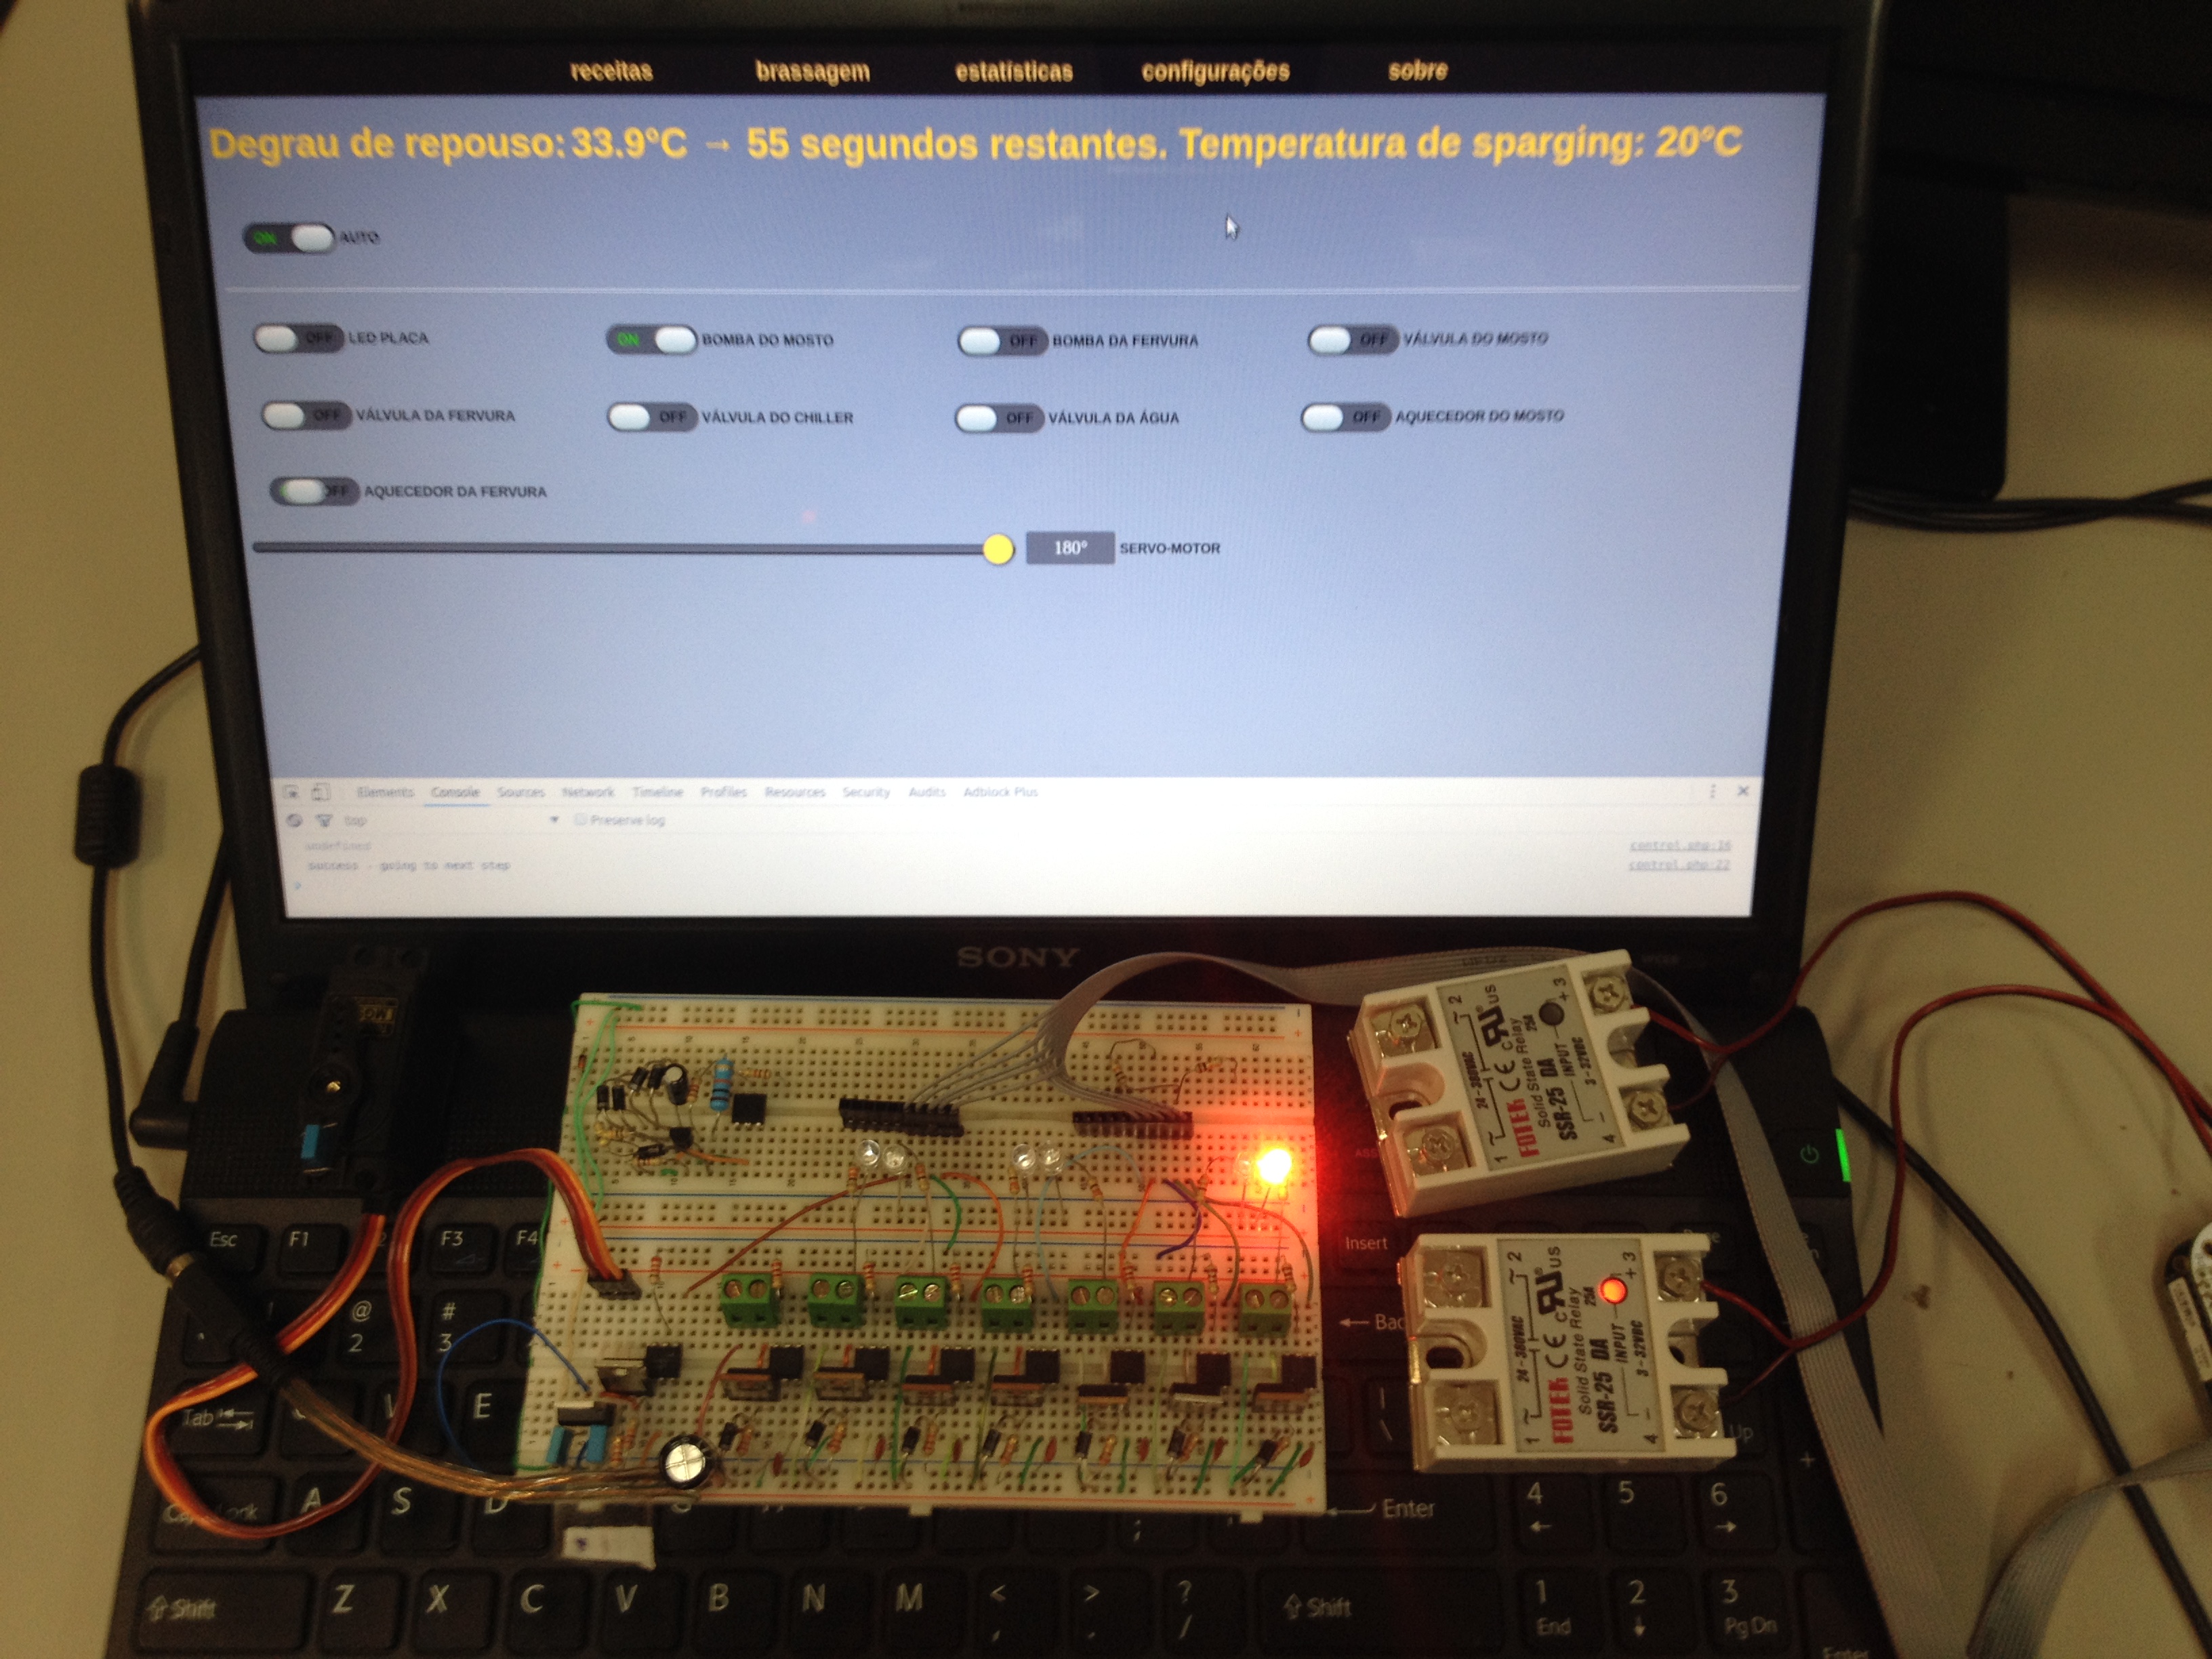 receitas brassagem estatísticas configurações sobre
Degrau de repouso: 33.9°C → 55 segundos restantes. Temperatura de sparging: 20°C
ON AUTO
OFF LED PLACA ON BOMBA DO MOSTO OFF BOMBA DA FERVURA OFF VÁLVULA DO MOSTO
OFF VÁLVULA DA FERVURA OFF VÁLVULA DO CHILLER OFF VÁLVULA DA ÁGUA OFF AQUECEDOR DO MOSTO
OFF AQUECEDOR DA FERVURA
180° SERVO-MOTOR
Elements Console Sources Network Timeline Profiles Resources Security Audits Adblock Plus
top Preserve log
undefined control.php:16
success - going to next step control.php:22
SONY
1 2
24-380VAC
FOTEK CE c US
Solid State Relay
SSR-25 DA 25A
INPUT
3-32VDC
4 - + 3
1 2
24-380VAC
FOTEK CE c US
Solid State Relay
SSR-25 DA 25A
INPUT
3-32VDC
4 - + 3
Esc F1 F3 F4 Insert
@ 2 # 3
Tab E
A S D Enter 4 5 6
Shift Z X C V B N M < , > . ? / Shift 1 End 2 3 Pg Dn
Enter